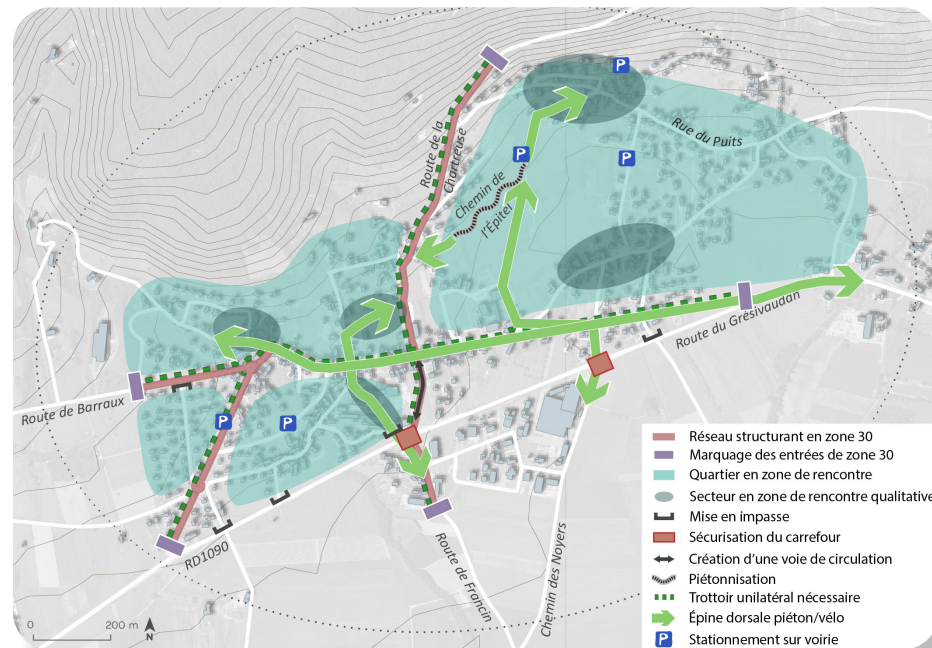 P
Route de la
Chartreuse
Rue du Puits
P
P
Chemin de
l'Épitel
Route du Grésivaudan
Route de Barraux
P
P
RD1090
Route de Francin
Chemin des Noyers
0 200 m N
Réseau structurant en zone 30
Marquage des entrées de zone 30
Quartier en zone de rencontre
Secteur en zone de rencontre qualitative
Mise en impasse
Sécurisation du carrefour
Création d'une voie de circulation
Piétonnisation
Trottoir unilatéral nécessaire
Épine dorsale piéton/vélo
P Stationnement sur voirie